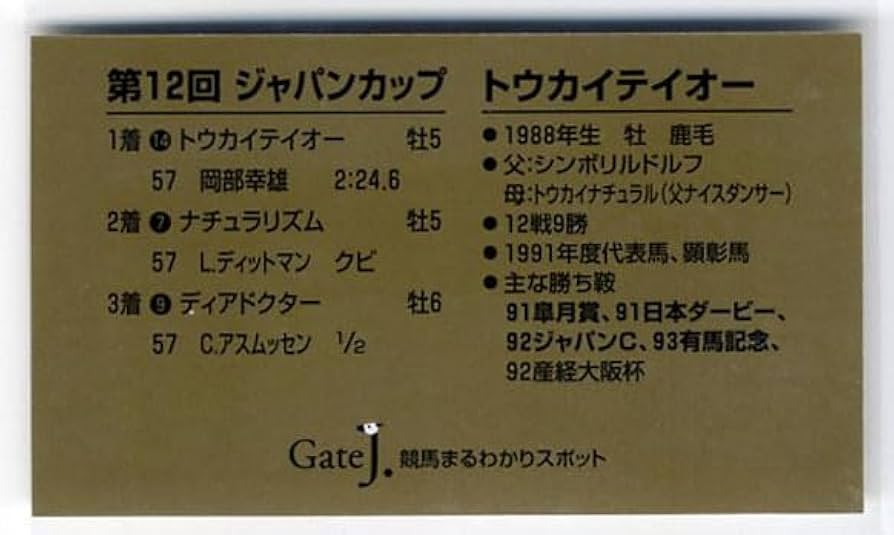 第12回 ジャパンカップ
1着 ⓮ トウカイテイオー 牡5
57 岡部幸雄 2:24.6
2着 ❼ ナチュラリズム 牡5
57 L.ディットマン クビ
3着 ❾ ディアドクター 牡6
57 C.アスムッセン 1/2
トウカイテイオー
● 1988年生 牡 鹿毛
● 父:シンボリルドルフ
母:トウカイナチュラル(父ナイスダンサー)
● 12戦9勝
● 1991年度代表馬、顕彰馬
● 主な勝ち鞍
91皐月賞、91日本ダービー、
92ジャパンC、93有馬記念、
92産経大阪杯
Gate J. 競馬まるわかりスポット